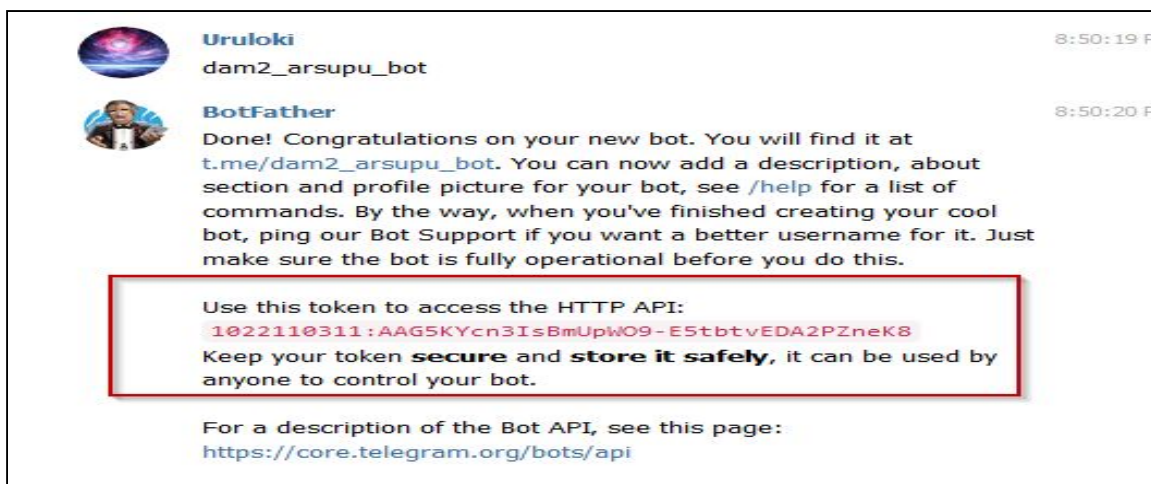 Uruloki
8:50:19 P
dam2_arsupu_bot
BotFather
8:50:20 P
Done! Congratulations on your new bot. You will find it at
t.me/dam2_arsupu_bot. You can now add a description, about
section and profile picture for your bot, see /help for a list of
commands. By the way, when you've finished creating your cool
bot, ping our Bot Support if you want a better username for it. Just
make sure the bot is fully operational before you do this.
Use this token to access the HTTP API:
1022110311:AAG5KYcn3IsBmUpWO9-E5tbtvEDA2PZneK8
Keep your token secure and store it safely, it can be used by
anyone to control your bot.
For a description of the Bot API, see this page:
https://core.telegram.org/bots/api